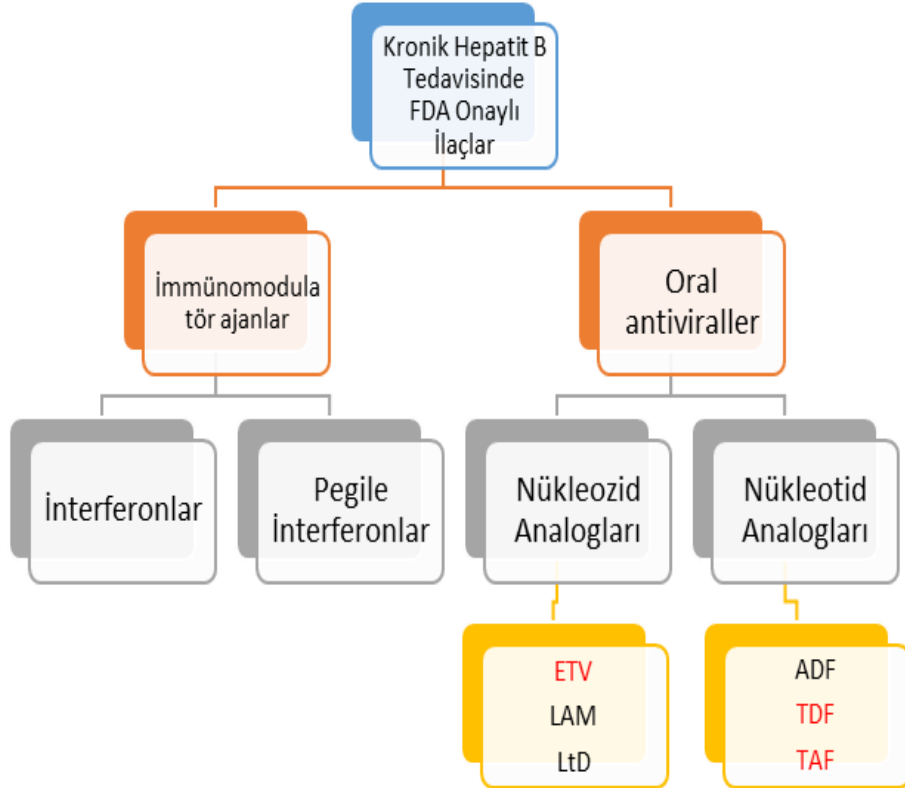 Kronik Hepatit B
Tedavisinde
FDA Onaylı
İlaçlar
İmmünomodula
tör ajanlar
Oral
antiviraller
İnterferonlar
Pegile
İnterferonlar
Nükleozid
Analogları
Nükleotid
Analogları
ETV
LAM
LtD
ADF
TDF
TAF